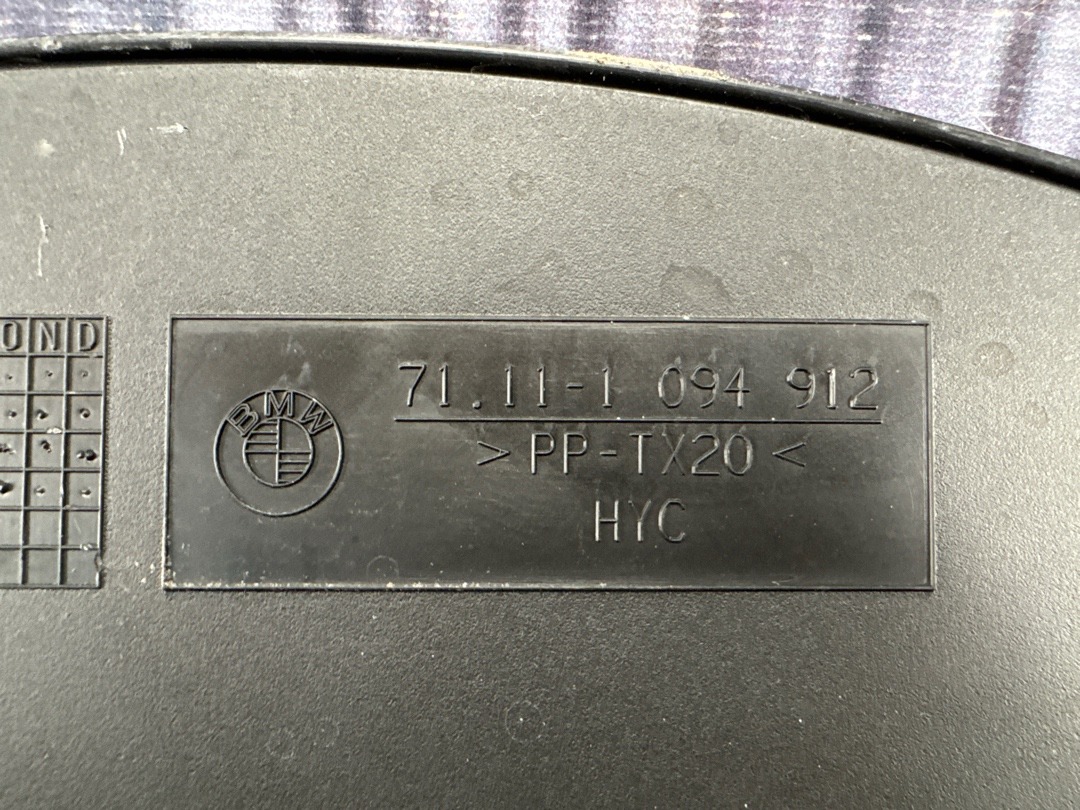 OND
BMW
71.11-1 094 912
>PP-TX20<
HYC